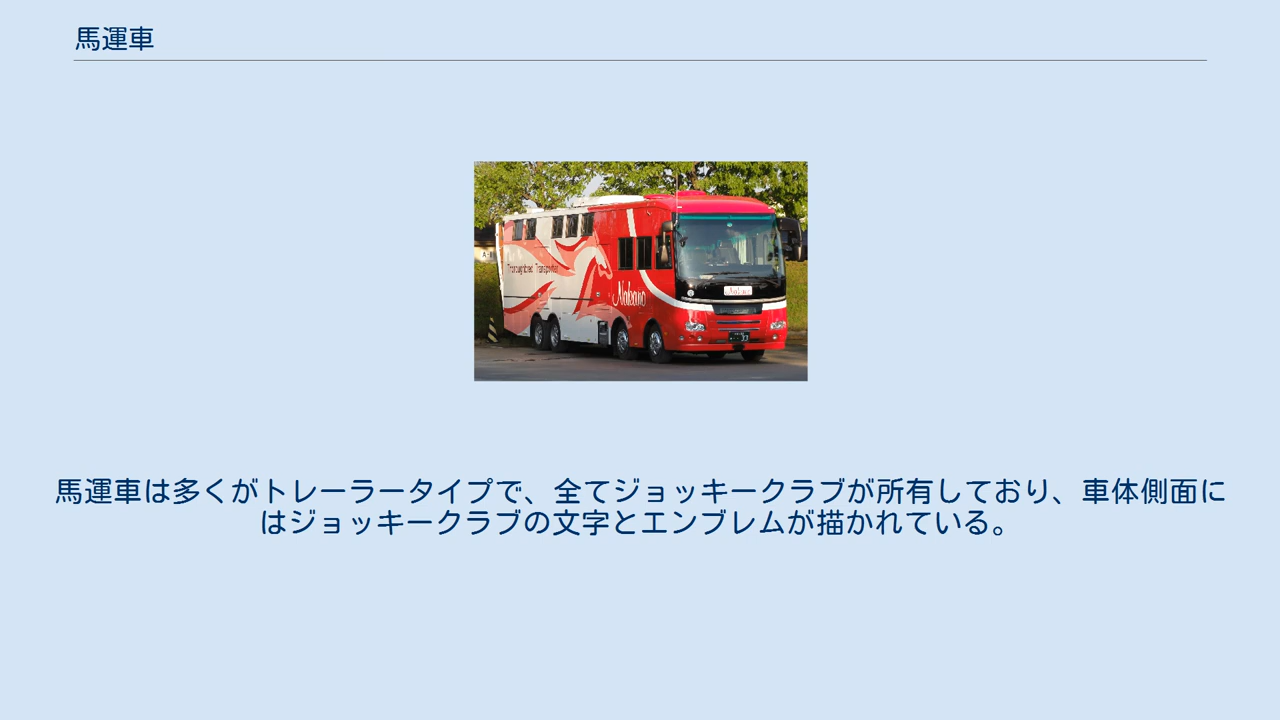 馬運車
Thoroughbred Transporter
Nakano
馬運車は多くがトレーラータイプで、全てジョッキークラブが所有しており、車体側面に
はジョッキークラブの文字とエンブレムが描かれている。